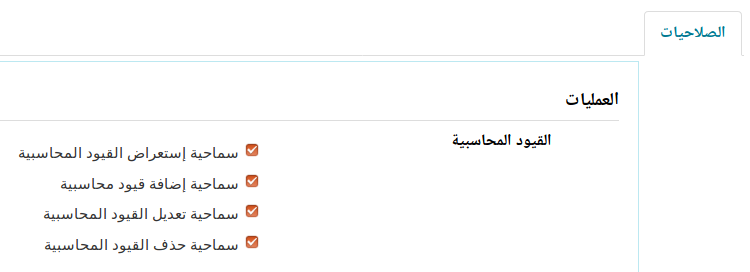 الصلاحيات
العمليات
القيود المحاسبية
سماحية إستعراض القيود المحاسبية
سماحية إضافة قيود محاسبية
سماحية تعديل القيود المحاسبية
سماحية حذف القيود المحاسبية